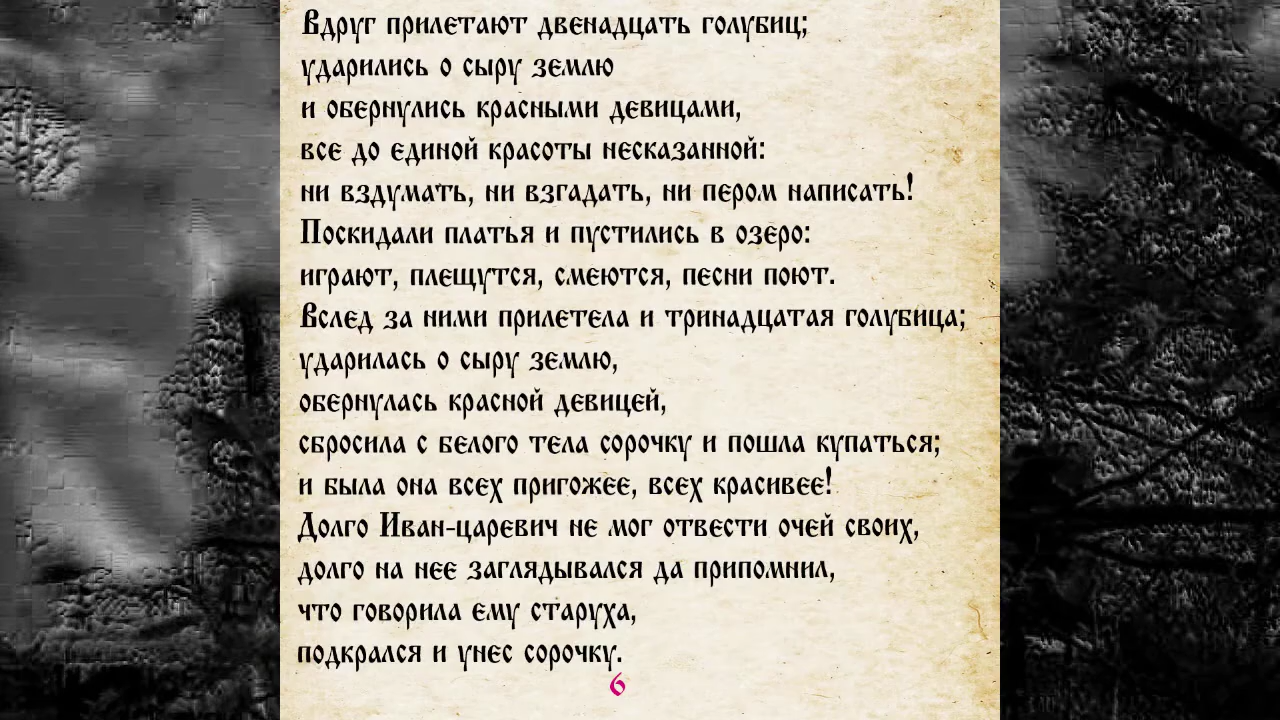 Вдруг прилетают двенадцать голубиц;
ударились о сыру землю
и обернулись красными девицами,
все до единой красоты несказанной:
ни вздумать, ни взгадать, ни пером написать!
Поскидали платья и пустились в озеро:
играют, плещутся, смеются, песни поют.
Вслед за ними прилетела и тринадцатая голубица;
ударилась о сыру землю,
обернулась красной девицей,
сбросила с белого тела сорочку и пошла купаться;
и была она всех пригожее, всех красивее!
Долго Иван-царевич не мог отвести очей своих,
долго на нее заглядывался да припомнил,
что говорила ему старуха,
подкрался и унес сорочку.
6